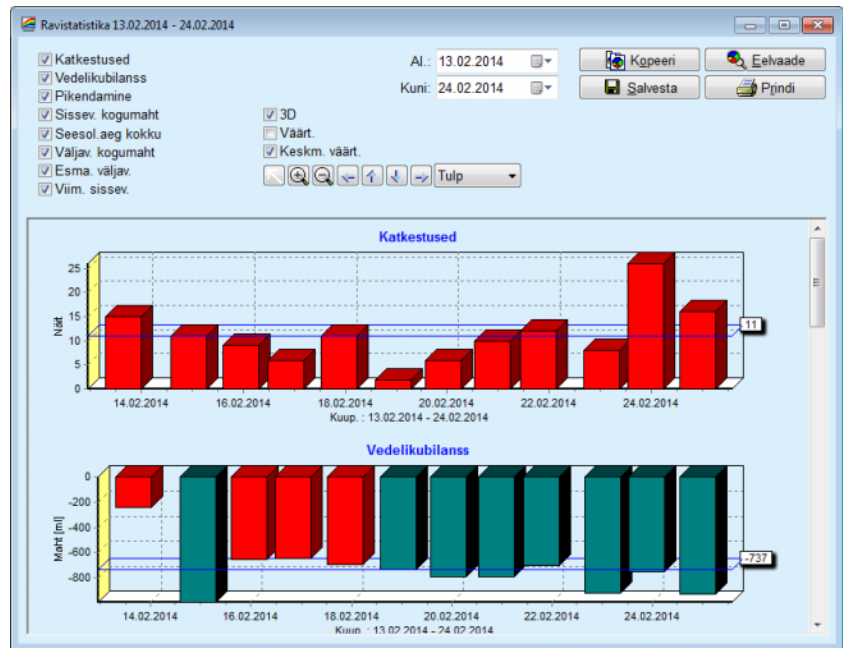 Ravistatistika 13.02.2014 - 24.02.2014
Katkestused
Vedelikubilanss
Pikendamine
Sissev. kogumaht
Seesol.aeg kokku
Väljav. kogumaht
Esma. väljav.
Viim. sissev.
3D
Väärt.
Keskm. väärt.
Tulp
Al.: 13.02.2014
Kuni: 24.02.2014
Kopeeri
Eelvaade
Salvesta
Prindi
Katkestused
Näit
25
20
15
10
5
0
11
14.02.2014 16.02.2014 18.02.2014 20.02.2014 22.02.2014 24.02.2014
Kuup. : 13.02.2014 - 24.02.2014
Vedelikubilanss
Maht [ml]
0
-200
-400
-600
-800
-737
14.02.2014 16.02.2014 18.02.2014 20.02.2014 22.02.2014 24.02.2014
Kuup. : 13.02.2014 - 24.02.2014